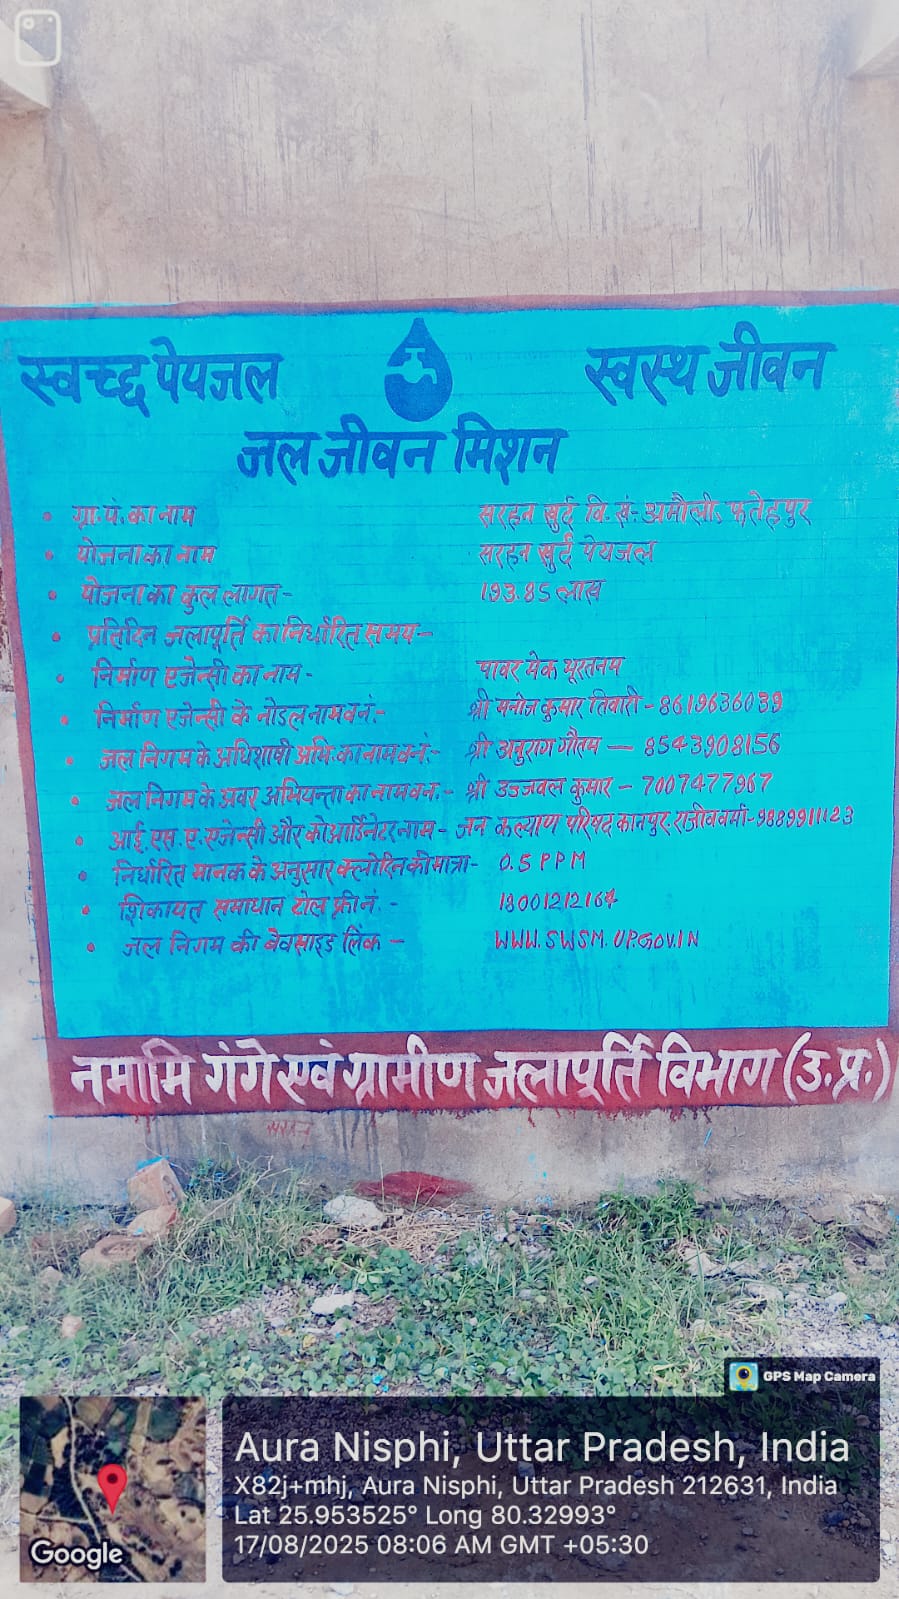 स्वच्छ पेयजल स्वस्थ जीवन
जल जीवन मिशन
• ग्रा.पं. का नाम सरहन खुर्द वि. खं:- अमौली, फतेहपुर
• योजना का नाम सरहन खुर्द पेयजल
• योजना का कुल लागत- 193.85 लाख
• प्रतिदिन जलापूर्ति का निर्धारित समय-
• निर्माण एजेन्सी का नाम - पावर मेक भूरतनम
• निर्माण एजेन्सी के नोडल नाम व नं:- श्री मनोज कुमार तिवारी - 8619636039
• जल निगम के अधिशाषी अभि. का नाम व नं:- श्री अनुराग गौतम — 8543908156
• जल निगम के अवर अभियन्ता का नाम व न.- श्री उज्जवल कुमार - 7007477967
• आई. एस. ए. एजेन्सी और कोआर्डिनेटर नाम- जन कल्याण परिषद कानपुर राजीव वर्मा-9889911123
• निर्धारित मानक के अनुसार क्लोरिन की मात्रा- 0.5 PPM
• शिकायत समाधान टोल फ्री नं. - 18001212164
• जल निगम की बेवसाइड लिंक - WWW.SWSM.UP.GOV.IN
नमामि गंगे एवं ग्रामीण जलापूर्ति विभाग (उ.प्र.)
GPS Map Camera
Aura Nisphi, Uttar Pradesh, India
X82j+mhj, Aura Nisphi, Uttar Pradesh 212631, India
Lat 25.953525° Long 80.32993°
17/08/2025 08:06 AM GMT +05:30
Google